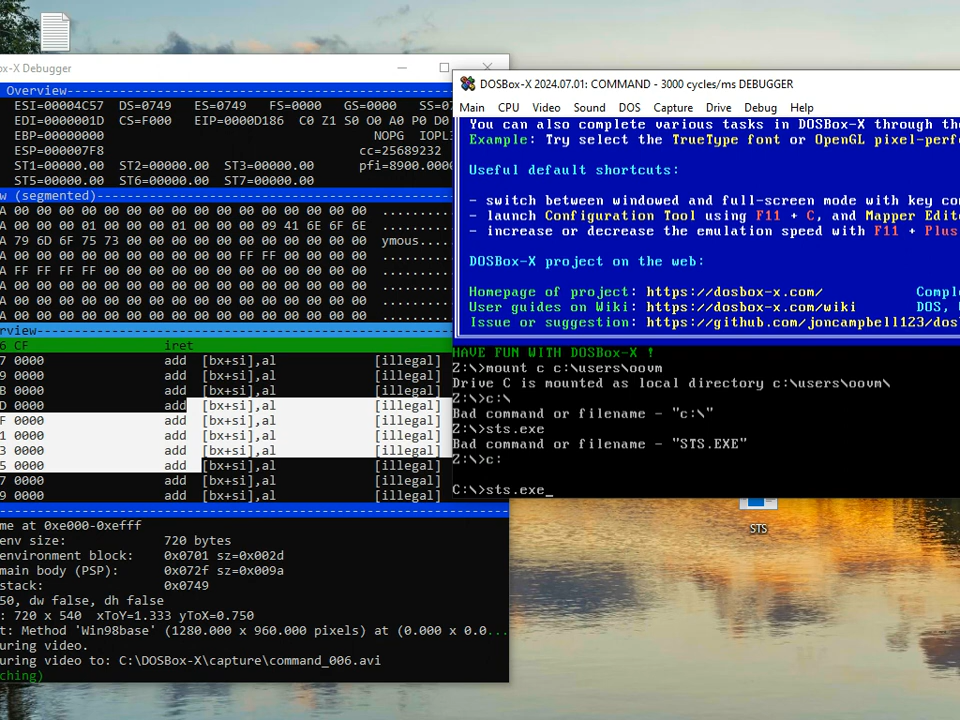 ox-X Debugger
Overview
ESI=00004C57 DS=0749 ES=0749 FS=0000 GS=0000 SS=07
EDI=0000001D CS=F000 EIP=0000D186 C0 Z1 S0 O0 A0 P0 D0
EBP=00000000 NOPG IOPL3
ESP=000007F8 cc=25689232
ST1=00000.00 ST2=00000.00 ST3=00000.00 pfi=8900.0000
ST5=00000.00 ST6=00000.00 ST7=00000.00
w (segmented)
A 00 00 00 00 00 00 00 00 00 00 00 00 00 00 00 .........
A 00 00 00 01 00 00 00 01 00 00 00 09 41 6E 6F 6E .........
A 79 6D 6F 75 73 00 00 00 00 00 00 00 00 00 00 ymous....
A 00 00 00 00 00 00 00 00 00 00 FF FF 00 00 00 00 .........
A FF FF FF FF 00 00 00 00 00 00 00 00 00 00 00 .........
A 00 00 00 00 00 00 00 00 00 00 00 00 00 00 00 .........
A 00 00 00 00 00 00 00 00 00 00 00 00 00 00 00 .........
rview
6 CF iret
7 0000 add [bx+si],al [illegal]
9 0000 add [bx+si],al [illegal]
B 0000 add [bx+si],al [illegal]
D 0000 add [bx+si],al [illegal]
F 0000 add [bx+si],al [illegal]
1 0000 add [bx+si],al [illegal]
3 0000 add [bx+si],al [illegal]
5 0000 add [bx+si],al [illegal]
7 0000 add [bx+si],al [illegal]
9 0000 add [bx+si],al [illegal]
me at 0xe000-0xefff
env size: 720 bytes
environment block: 0x0701 sz=0x002d
main body (PSP): 0x072f sz=0x009a
stack: 0x0749
50, dw false, dh false
: 720 x 540 xToY=1.333 yToX=0.750
t: Method 'Win98base' (1280.000 x 960.000 pixels) at (0.000 x 0.0...
uring video.
uring video to: C:\DOSBox-X\capture\command_006.avi
ching)
DOSBox-X 2024.07.01: COMMAND - 3000 cycles/ms DEBUGGER
Main CPU Video Sound DOS Capture Drive Debug Help
You can also complete various tasks in DOSBox-X through the
Example: Try select the TrueType font or OpenGL pixel-perf
Useful default shortcuts:
- switch between windowed and full-screen mode with key co
- launch Configuration Tool using F11 + C, and Mapper Edit
- increase or decrease the emulation speed with F11 + Plus
DOSBox-X project on the web:
Homepage of project: https://dosbox-x.com/ Compl
User guides on Wiki: https://dosbox-x.com/wiki DOS,
Issue or suggestion: https://github.com/joncampbell123/dos
HAVE FUN WITH DOSBox-X !
Z:\>mount c c:\users\oovm
Drive C is mounted as local directory c:\users\oovm\
Z:\>c:\
Bad command or filename - "c:\"
Z:\>sts.exe
Bad command or filename - "STS.EXE"
Z:\>c:
C:\>sts.exe_
STS